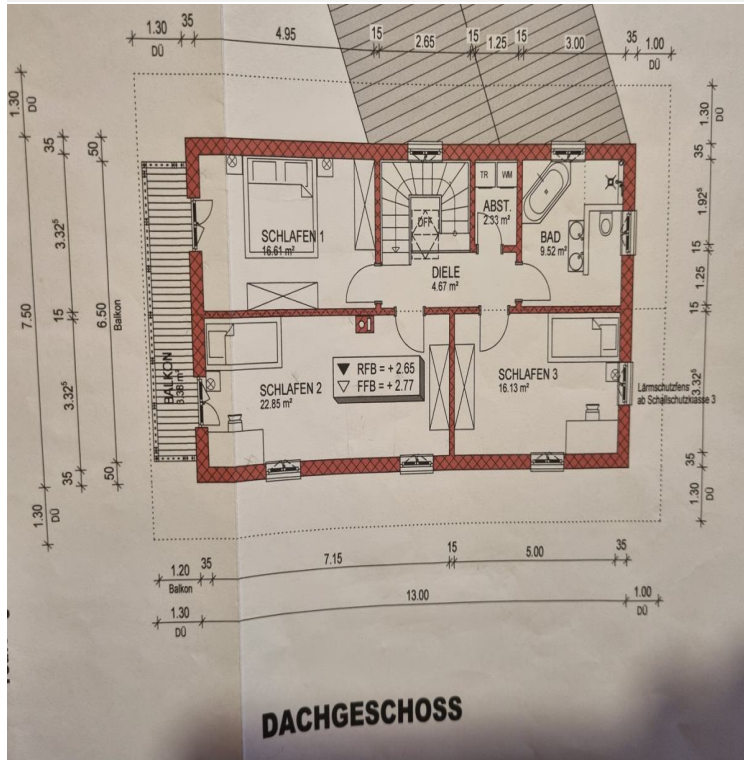 1.30 35 4.95 15 2.65 15 1.25 15 3.00 35 1.00
DÜ DÜ
1.30 DÜ
7.50
1.30 DÜ
35
3.32⁵
15
3.32⁵
35
50
6.50
Balkon
50
1.30 DÜ
35
1.92⁵
15
1.25
15
3.32⁵
35
1.30 DÜ
TR WM
ABST.
2.33 m²
DFF
SCHLAFEN 1
16.61 m²
BAD
9.52 m²
DIELE
4.67 m²
BALKON
3.38 m²
SCHLAFEN 2
22.85 m²
RFB = + 2.65
FFB = + 2.77
SCHLAFEN 3
16.13 m²
Lärmschutzfens
ab Schallschutzklasse 3
1.20 35 7.15 15 5.00 35
Balkon
1.30 13.00 1.00
DÜ DÜ
DACHGESCHOSS